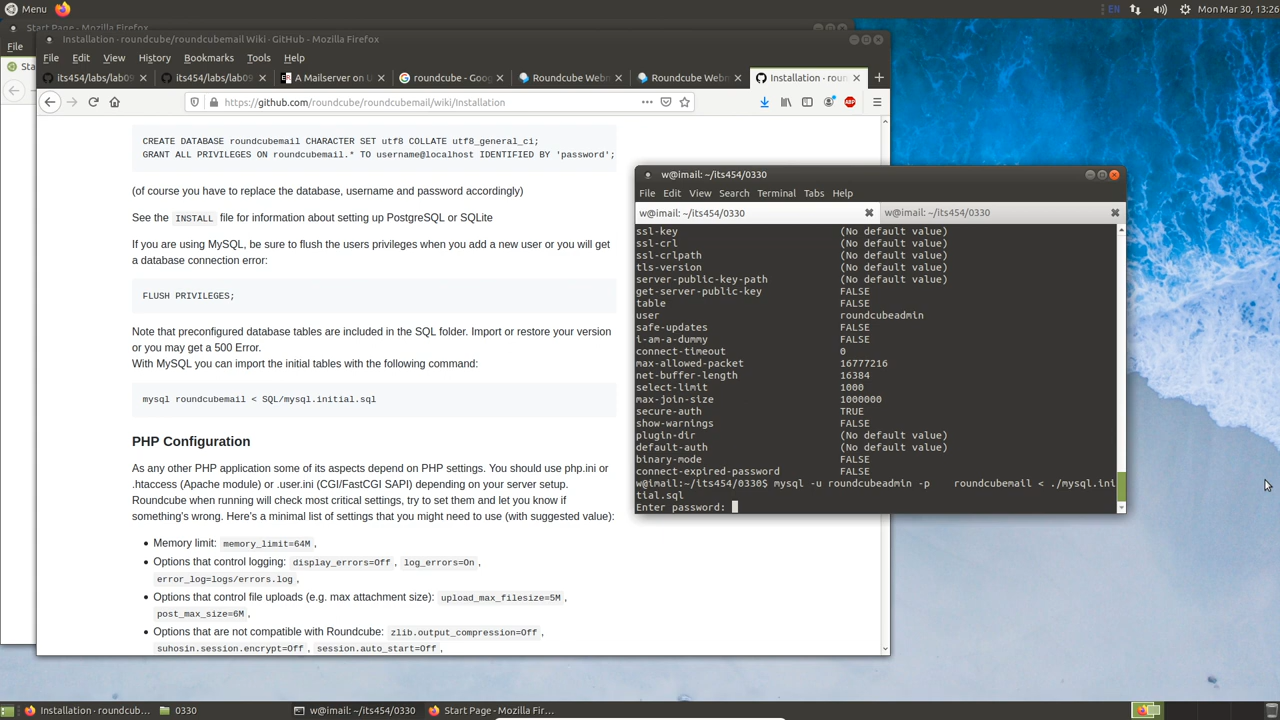 Menu
EN
Mon Mar 30, 13:26
Start Page - Mozilla Firefox
File
Sta
Installation · roundcube/roundcubemail Wiki · GitHub - Mozilla Firefox
File Edit View History Bookmarks Tools Help
its454/labs/lab09
its454/labs/lab09
A Mailserver on U
roundcube - Goog
Roundcube Webm
Roundcube Webm
Installation · roun
https://github.com/roundcube/roundcubemail/wiki/Installation
ABP
CREATE DATABASE roundcubemail CHARACTER SET utf8 COLLATE utf8_general_ci;
GRANT ALL PRIVILEGES ON roundcubemail.* TO username@localhost IDENTIFIED BY 'password';
(of course you have to replace the database, username and password accordingly)
See the INSTALL file for information about setting up PostgreSQL or SQLite
If you are using MySQL, be sure to flush the users privileges when you add a new user or you will get
a database connection error:
FLUSH PRIVILEGES;
Note that preconfigured database tables are included in the SQL folder. Import or restore your version
or you may get a 500 Error.
With MySQL you can import the initial tables with the following command:
mysql roundcubemail < SQL/mysql.initial.sql
PHP Configuration
As any other PHP application some of its aspects depend on PHP settings. You should use php.ini or
.htaccess (Apache module) or .user.ini (CGI/FastCGI SAPI) depending on your server setup.
Roundcube when running will check most critical settings, try to set them and let you know if
something's wrong. Here's a minimal list of settings that you might need to use (with suggested value):
• Memory limit: memory_limit=64M,
• Options that control logging: display_errors=Off, log_errors=On,
error_log=logs/errors.log,
• Options that control file uploads (e.g. max attachment size): upload_max_filesize=5M,
post_max_size=6M,
• Options that are not compatible with Roundcube: zlib.output_compression=Off,
suhosin.session.encrypt=Off, session.auto_start=Off,
w@imail: ~/its454/0330
File Edit View Search Terminal Tabs Help
w@imail: ~/its454/0330
w@imail: ~/its454/0330
ssl-key (No default value)
ssl-crl (No default value)
ssl-crlpath (No default value)
tls-version (No default value)
server-public-key-path (No default value)
get-server-public-key FALSE
table FALSE
user roundcubeadmin
safe-updates FALSE
i-am-a-dummy FALSE
connect-timeout 0
max-allowed-packet 16777216
net-buffer-length 16384
select-limit 1000
max-join-size 1000000
secure-auth TRUE
show-warnings FALSE
plugin-dir (No default value)
default-auth (No default value)
binary-mode FALSE
connect-expired-password FALSE
w@imail:~/its454/0330$ mysql -u roundcubeadmin -p    roundcubemail < ./mysql.ini
tial.sql
Enter password:
Installation · roundcub...
0330
w@imail: ~/its454/0330
Start Page - Mozilla Fir...